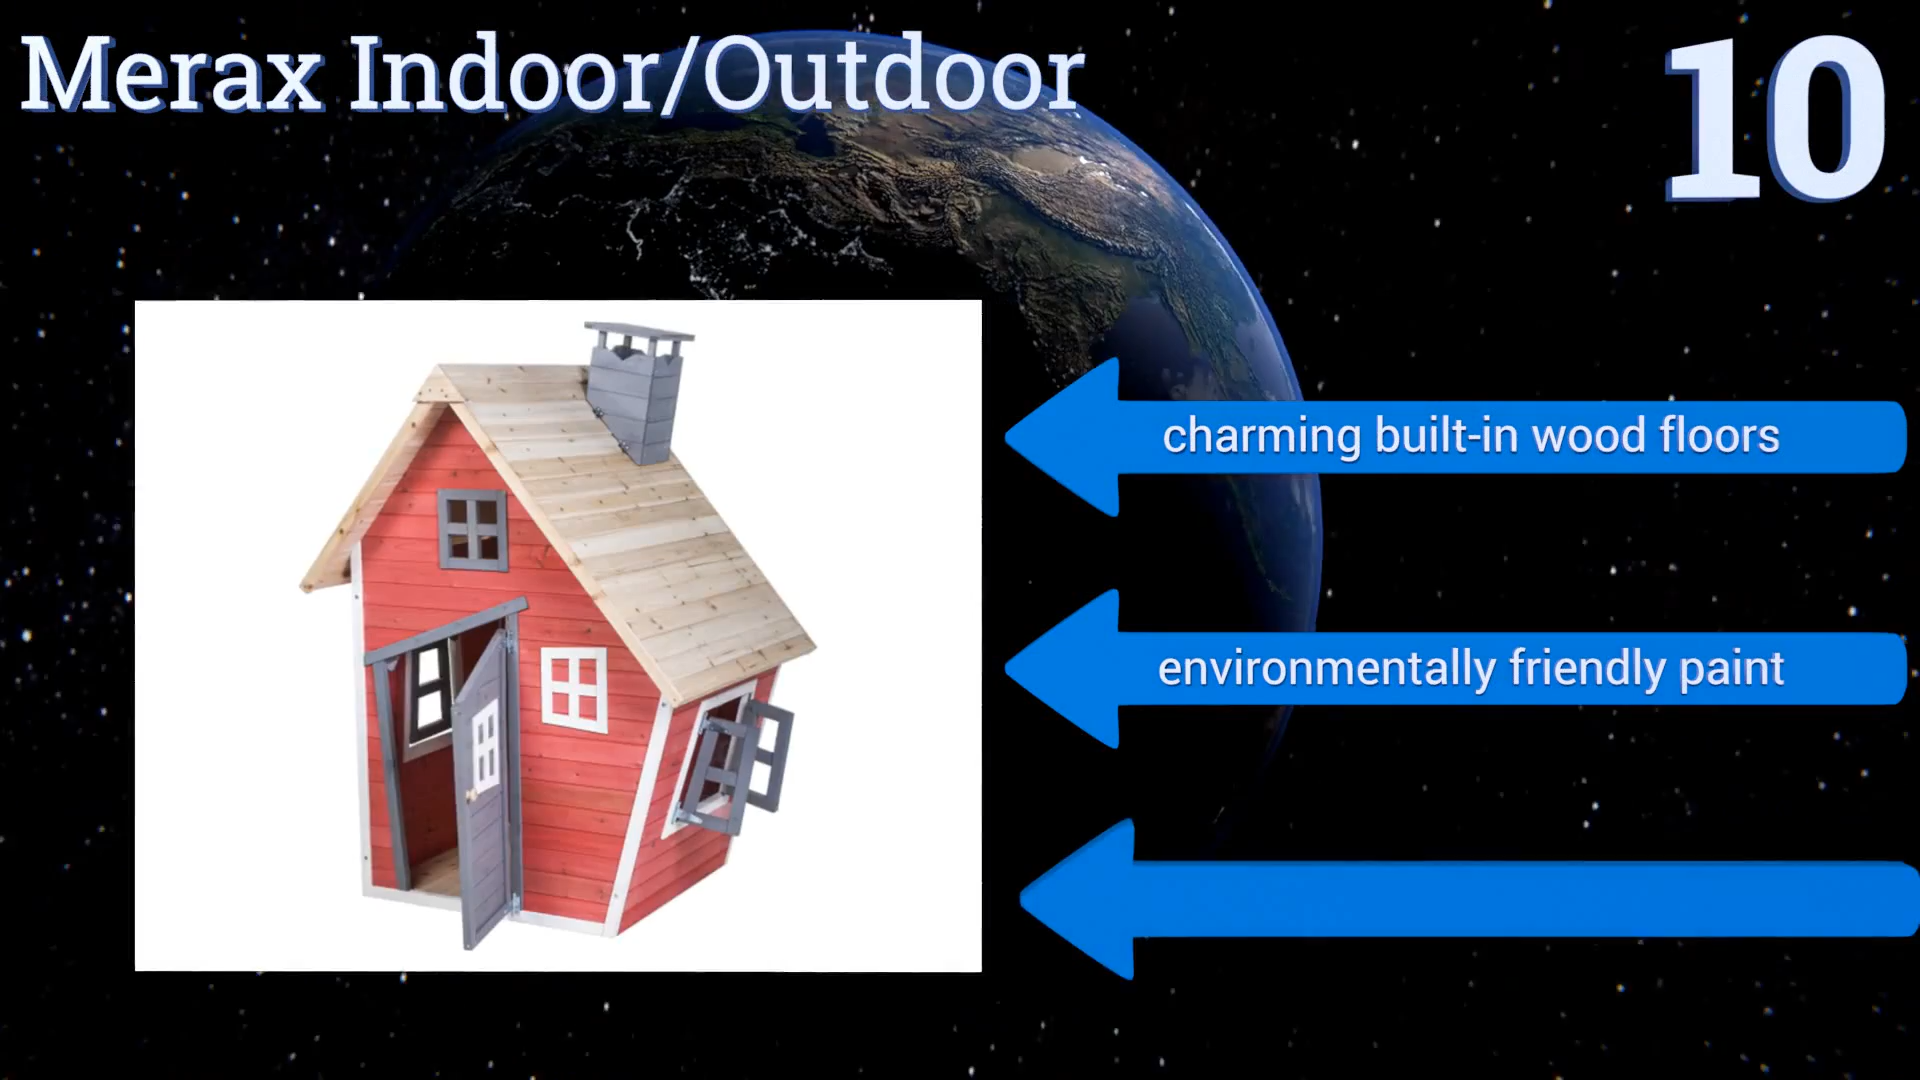 Merax Indoor/Outdoor
10
charming built-in wood floors
environmentally friendly paint